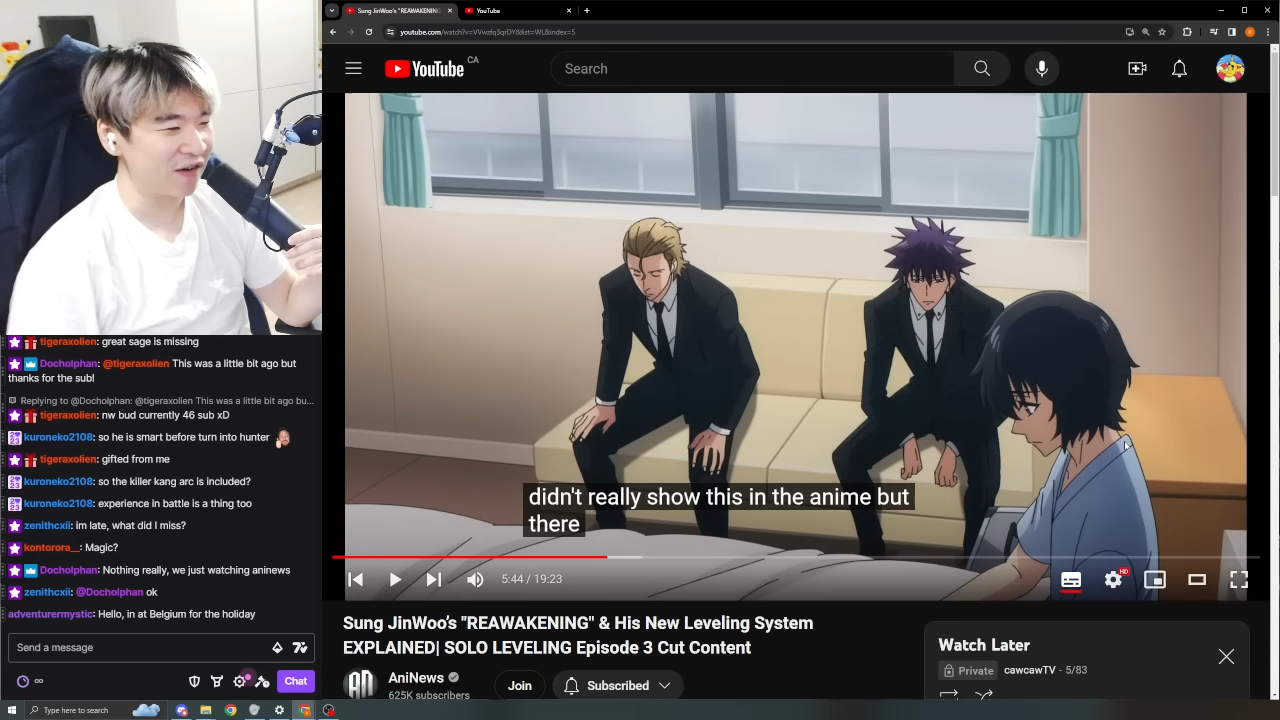 Sung JinWoo's "REAWAKENING
YouTube
youtube.com/watch?v=VVwzfq3qrDY&list=WL&index=5
YouTube CA
Search
tigeraxolien: great sage is missing
Docholphan: @tigeraxolien This was a little bit ago but
thanks for the sub!
Replying to @Docholphan: @tigeraxolien This was a little bit ago bu...
tigeraxolien: nw bud currently 46 sub xD
kuroneko2108: so he is smart before turn into hunter
tigeraxolien: gifted from me
kuroneko2108: so the killer kang arc is included?
kuroneko2108: experience in battle is a thing too
zenithcxii: im late, what did I miss?
kontorora__: Magic?
Docholphan: Nothing really, we just watching aninews
zenithcxii: @Docholphan ok
adventurermystic: Hello, in at Belgium for the holiday
Send a message
Chat
didn't really show this in the anime but
there
5:44 / 19:23
HD
Sung JinWoo's "REAWAKENING" & His New Leveling System
EXPLAINED| SOLO LEVELING Episode 3 Cut Content
AN
AniNews
625K subscribers
Join
Subscribed
Watch Later
Private
cawcawTV - 5/83
Type here to search